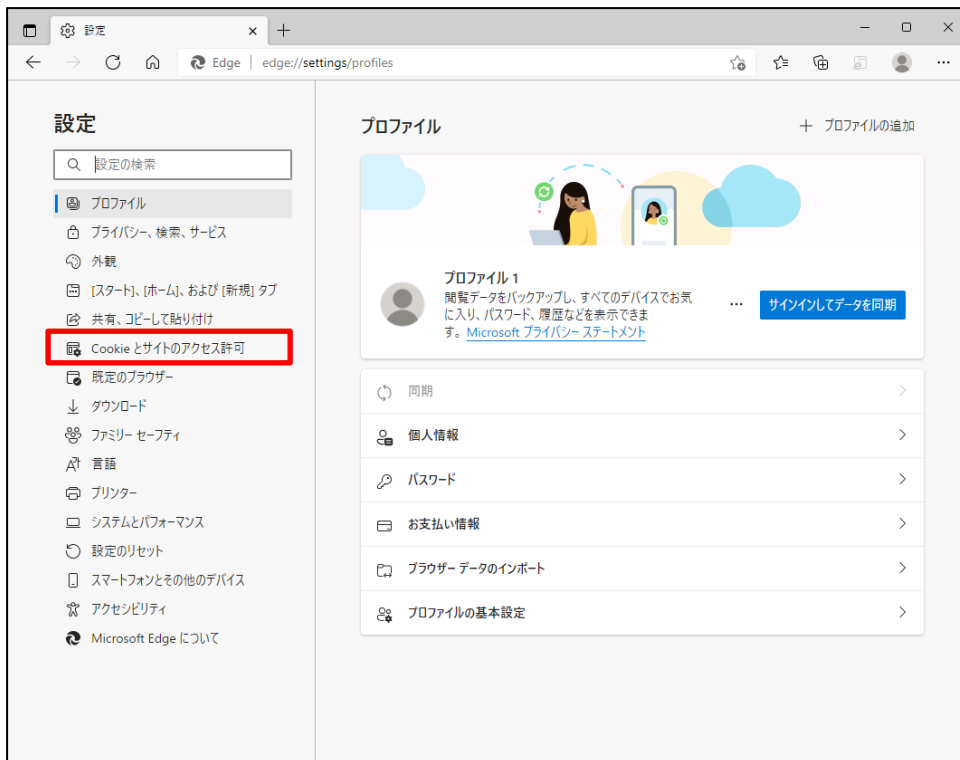 設定
Edge | edge://settings/profiles
設定
設定の検索
プロファイル
プライバシー、検索、サービス
外観
[スタート]、[ホーム]、および [新規] タブ
共有、コピーして貼り付け
Cookie とサイトのアクセス許可
既定のブラウザー
ダウンロード
ファミリー セーフティ
言語
プリンター
システムとパフォーマンス
設定のリセット
スマートフォンとその他のデバイス
アクセシビリティ
Microsoft Edge について
プロファイル
プロファイルの追加
プロファイル 1
閲覧データをバックアップし、すべてのデバイスでお気
に入り、パスワード、履歴などを表示できま
す。Microsoft プライバシー ステートメント
サインインしてデータを同期
同期
個人情報
パスワード
お支払い情報
ブラウザー データのインポート
プロファイルの基本設定